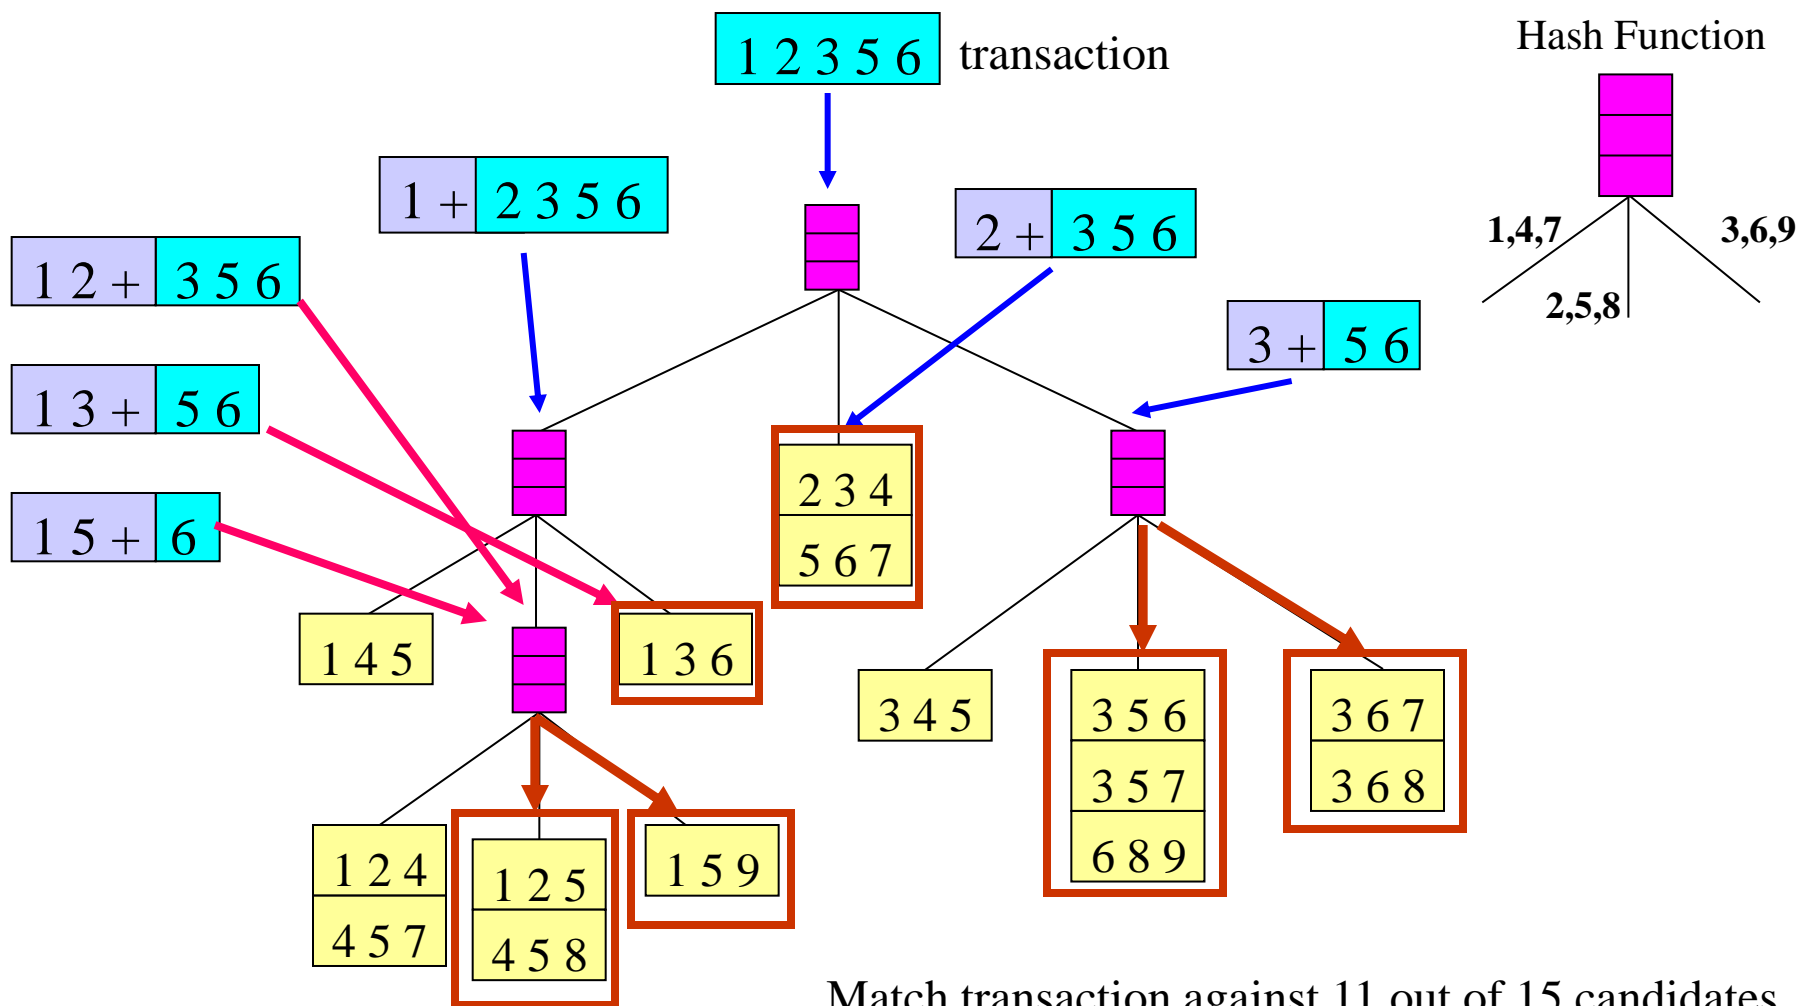 1 2 3 5 6 transaction
Hash Function
1,4,7
2,5,8
3,6,9
1 + 2 3 5 6
2 + 3 5 6
3 + 5 6
1 2 + 3 5 6
1 3 + 5 6
1 5 + 6
2 3 4
5 6 7
1 4 5
1 3 6
3 4 5
3 5 6
3 5 7
6 8 9
3 6 7
3 6 8
1 2 4
4 5 7
1 2 5
4 5 8
1 5 9
Match transaction against 11 out of 15 candidates